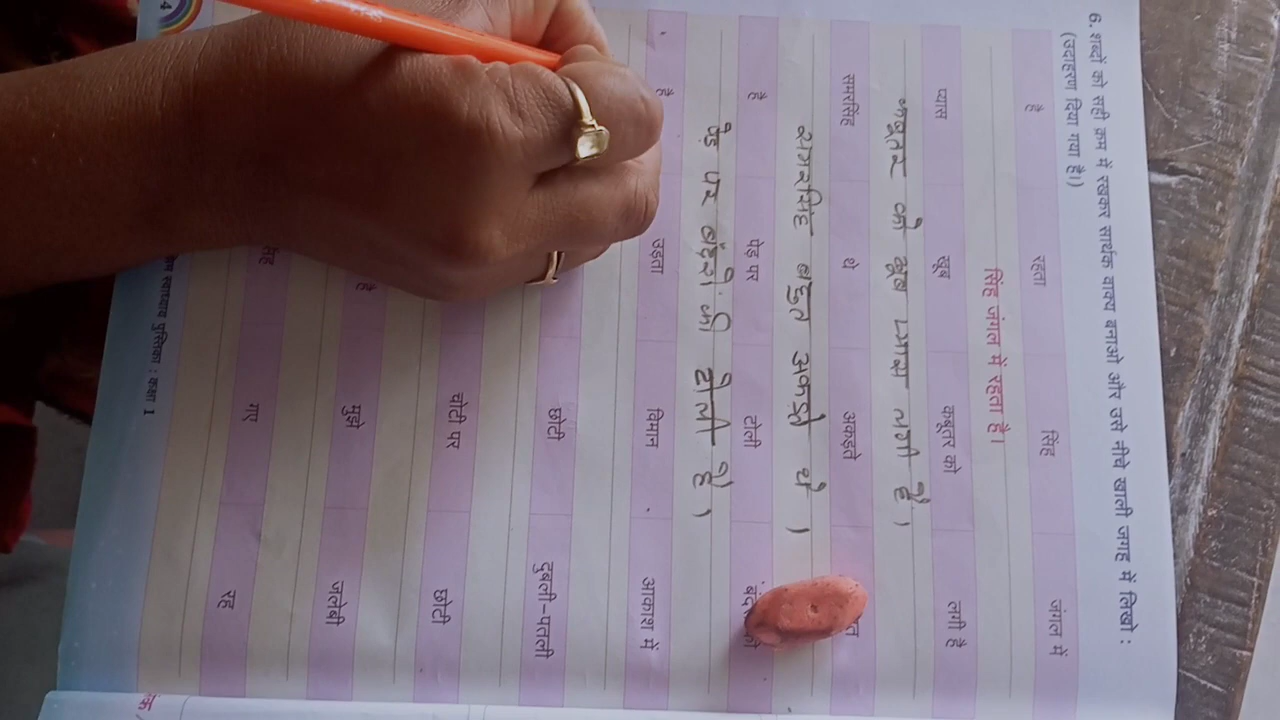 6. शब्दों को सही क्रम में रखकर सार्थक वाक्य बनाओ और उसे नीचे खाली जगह में लिखो :
(उदाहरण दिया गया है।)
है रहता सिंह जंगल में
सिंह जंगल में रहता है।
प्यास खूब कबूतर को लगी है
कबूतर को खूब प्यास लगी है ।
समरसिंह थे अकड़ते
समरसिंह बहुत अकड़ते थे ।
है पेड़ पर टोली
पेड़ पर बंदरों की टोली है ।
है उड़ता विमान आकाश में
छोटी दुबली-पतली
चोटी पर छोटी
है मुझे जलेबी
गए रह
स्वाध्याय पुस्तिका : कक्षा 1